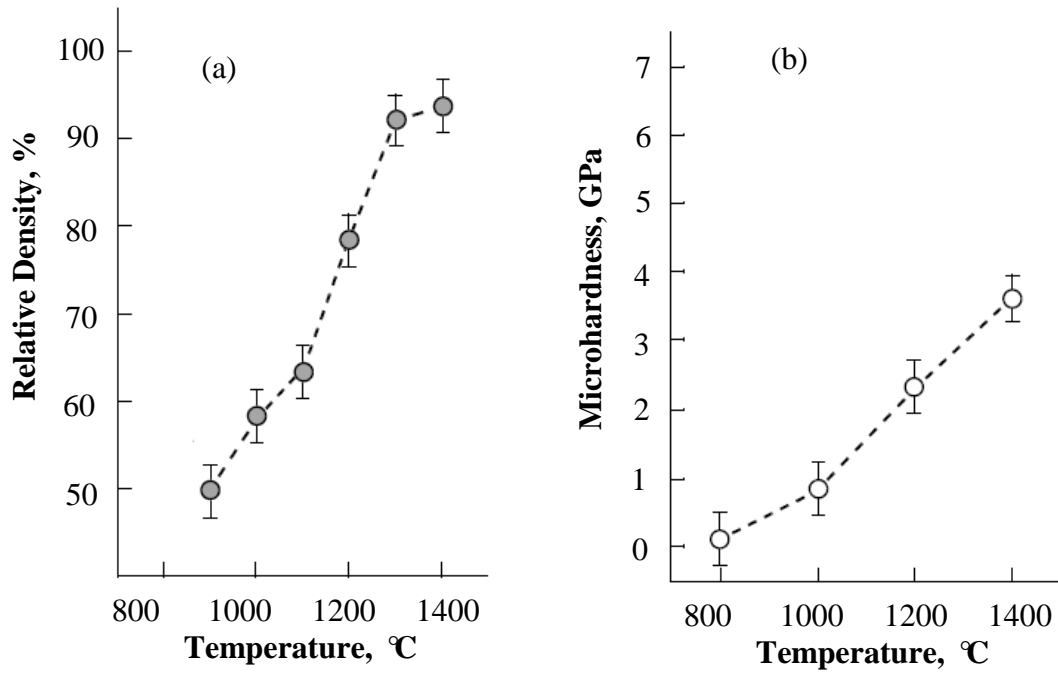 (a)
100
90
80
70
60
50
Relative Density, %
800 1000 1200 1400
Temperature, °C
(b)
7
6
5
4
3
2
1
0
Microhardness, GPa
800 1000 1200 1400
Temperature, °C